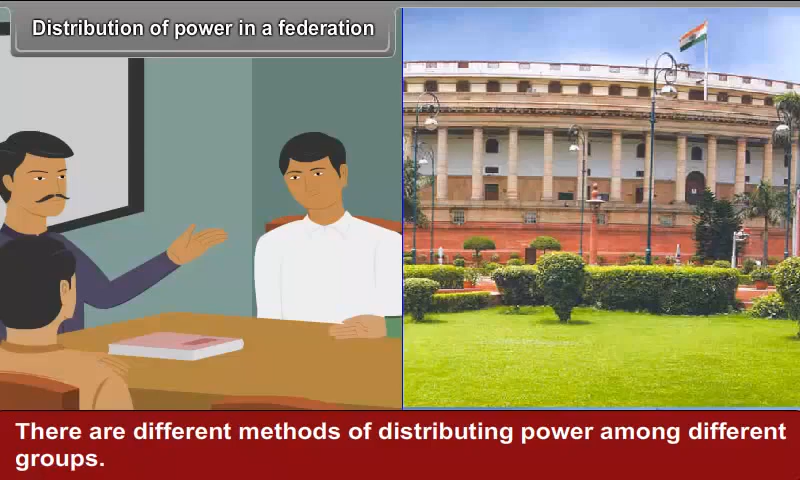 Distribution of power in a federation
There are different methods of distributing power among different
groups.